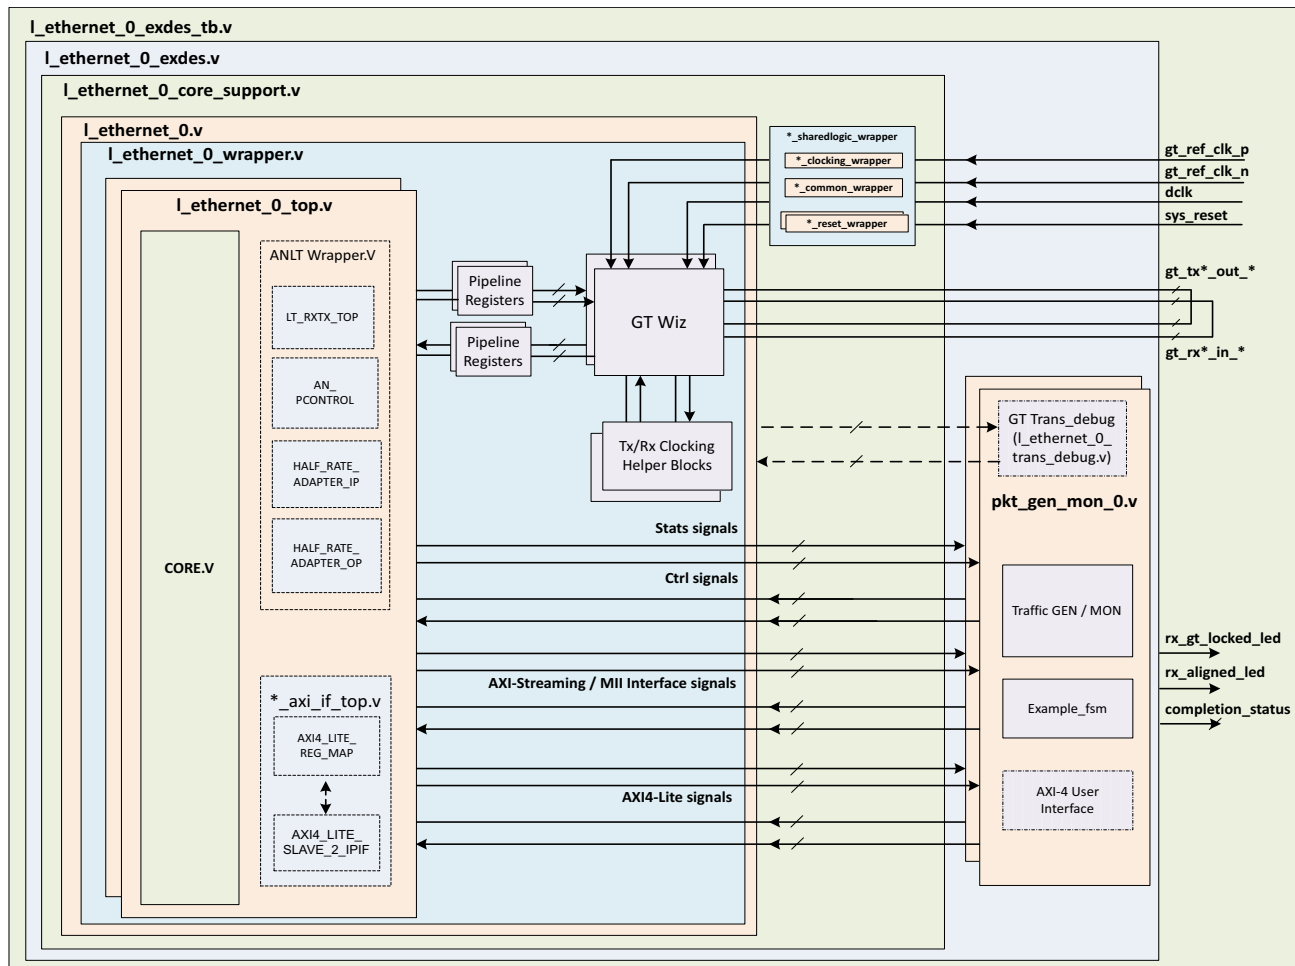 l_ethernet_0_exdes_tb.v
l_ethernet_0_exdes.v
l_ethernet_0_core_support.v
l_ethernet_0.v
l_ethernet_0_wrapper.v
l_ethernet_0_top.v
CORE.V
ANLT Wrapper.V
LT_RXTX_TOP
AN_
PCONTROL
HALF_RATE_
ADAPTER_IP
HALF_RATE_
ADAPTER_OP
*_axi_if_top.v
AXI4_LITE_
REG_MAP
AXI4_LITE_
SLAVE_2_IPIF
Pipeline
Registers
Pipeline
Registers
GT Wiz
Tx/Rx Clocking
Helper Blocks
*_sharedlogic_wrapper
*_clocking_wrapper
*_common_wrapper
*_reset_wrapper
gt_ref_clk_p
gt_ref_clk_n
dclk
sys_reset
gt_tx*_out_*
gt_rx*_in_*
Stats signals
Ctrl signals
AXI-Streaming / MII Interface signals
AXI4-Lite signals
GT Trans_debug
(l_ethernet_0_
trans_debug.v)
pkt_gen_mon_0.v
Traffic GEN / MON
Example_fsm
AXI-4 User
Interface
rx_gt_locked_led
rx_aligned_led
completion_status